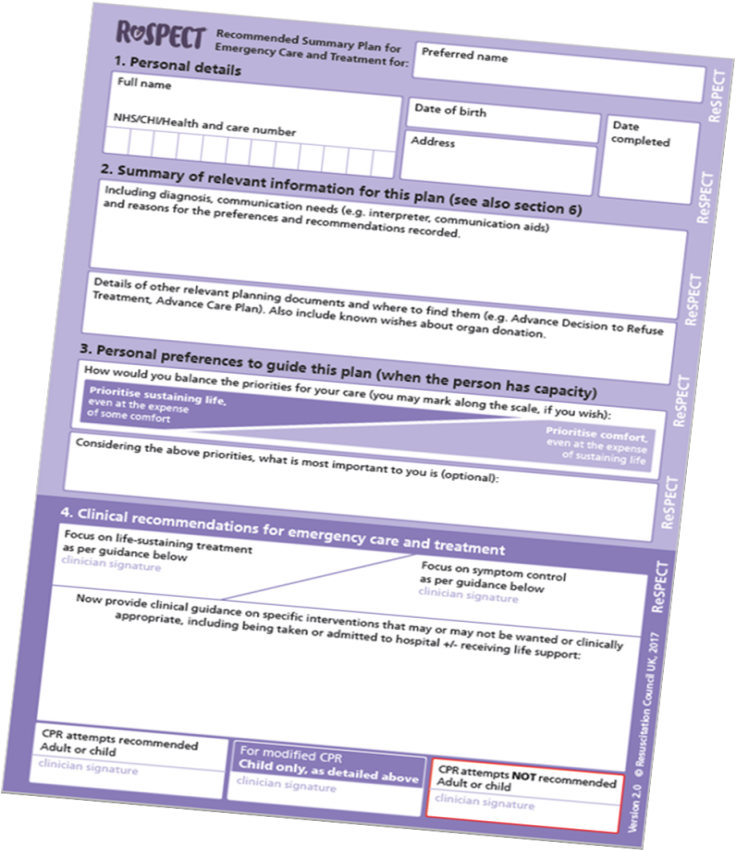 ReSPECT
Recommended Summary Plan for
Emergency Care and Treatment for:
Preferred name
1. Personal details
Full name
Date of birth
Date
completed
NHS/CHI/Health and care number
Address
2. Summary of relevant information for this plan (see also section 6)
Including diagnosis, communication needs (e.g. interpreter, communication aids)
and reasons for the preferences and recommendations recorded.
Details of other relevant planning documents and where to find them (e.g. Advance Decision to Refuse
Treatment, Advance Care Plan). Also include known wishes about organ donation.
3. Personal preferences to guide this plan (when the person has capacity)
How would you balance the priorities for your care (you may mark along the scale, if you wish):
Prioritise sustaining life,
even at the expense
of some comfort
Prioritise comfort,
even at the expense
of sustaining life
Considering the above priorities, what is most important to you is (optional):
4. Clinical recommendations for emergency care and treatment
Focus on life-sustaining treatment
as per guidance below
clinician signature
Focus on symptom control
as per guidance below
clinician signature
Now provide clinical guidance on specific interventions that may or may not be wanted or clinically
appropriate, including being taken or admitted to hospital +/- receiving life support:
CPR attempts recommended
Adult or child
clinician signature
For modified CPR
Child only, as detailed above
clinician signature
CPR attempts NOT recommended
Adult or child
clinician signature
ReSPECT
ReSPECT
ReSPECT
ReSPECT
ReSPECT
ReSPECT
Version 2.0 © Resuscitation Council UK, 2017